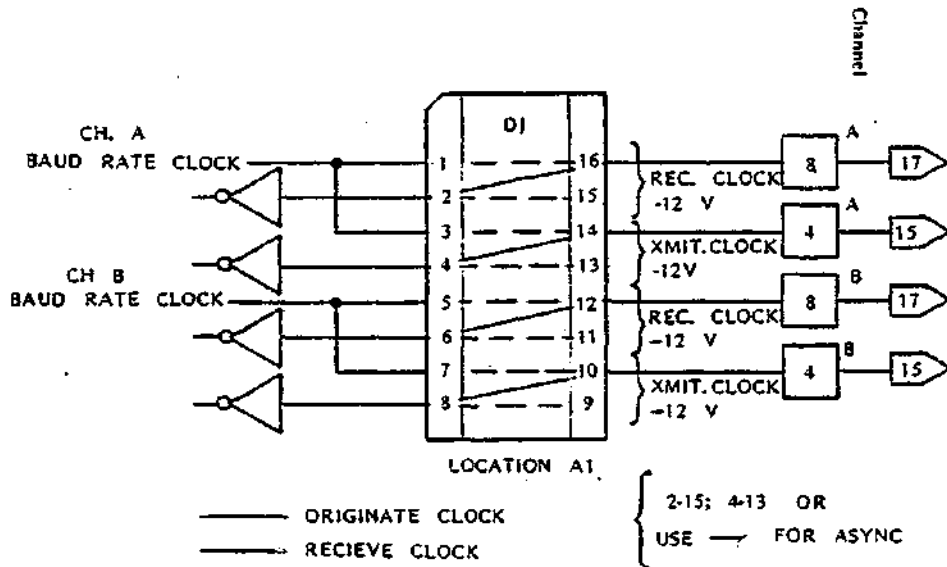 Channel
CH. A
BAUD RATE CLOCK
CH B
BAUD RATE CLOCK
DJ
1 16
2 15
3 14
4 13
5 12
6 11
7 10
8 9
LOCATION A1
REC. CLOCK
-12 V
XMIT. CLOCK
-12V
REC. CLOCK
-12 V
XMIT. CLOCK
-12 V
8 A 17
4 A 15
8 B 17
4 B 15
ORIGINATE CLOCK
RECIEVE CLOCK
2-15; 4-13 OR
USE — FOR ASYNC